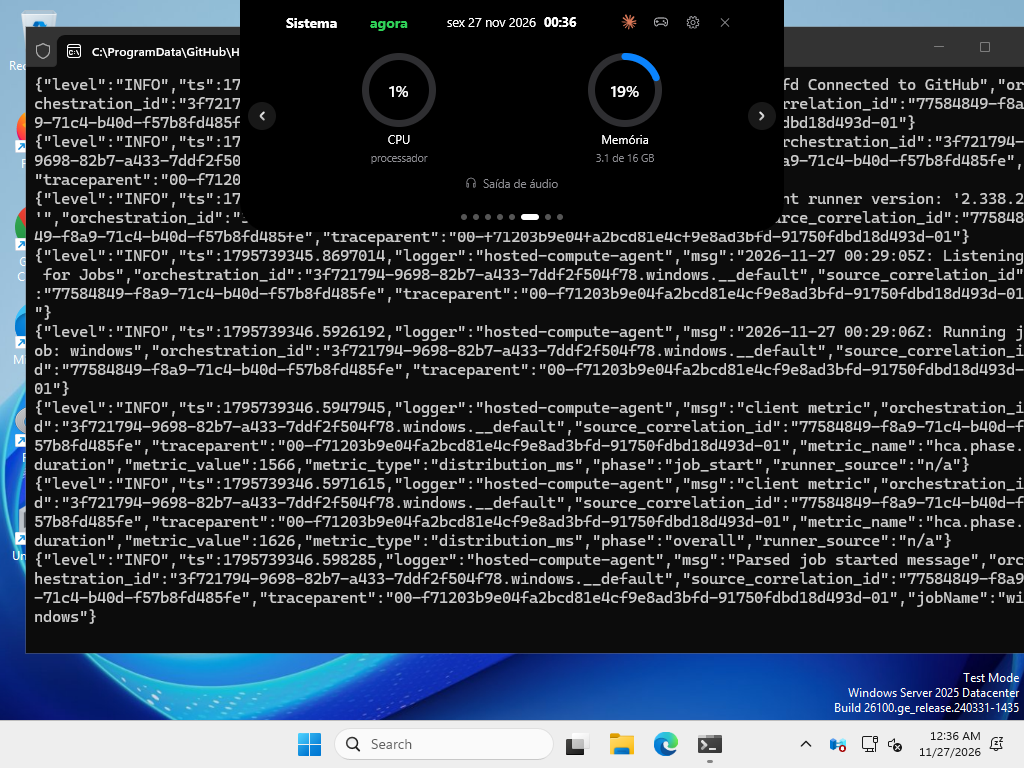 Sistema agora sex 27 nov 2026 00:36
C:\ProgramData\GitHub\H
1% 19%
CPU Memória
processador 3.1 de 16 GB
Saída de áudio
{"level":"INFO","ts":17 fd Connected to GitHub","or
chestration_id":"3f7217 correlation_id":"77584849-f8a
9-71c4-b40d-f57b8fd485f dbd18d493d-01"}
{"level":"INFO","ts":17 chestration_id":"3f721794-
9698-82b7-a433-7ddf2f50 9-71c4-b40d-f57b8fd485fe",
"traceparent":"00-f7120
{"level":"INFO","ts":17 nt runner version: '2.338.2
'","orchestration_id":" rce_correlation_id":"775848
49-f8a9-71c4-b40d-f57b8fd485fe","traceparent":"00-f71203b9e04fa2bcd81e4cf9e8ad3bfd-91750fdbd18d493d-01"}
{"level":"INFO","ts":1795739345.8697014,"logger":"hosted-compute-agent","msg":"2026-11-27 00:29:05Z: Listening
for Jobs","orchestration_id":"3f721794-9698-82b7-a433-7ddf2f504f78.windows.__default","source_correlation_id"
:"77584849-f8a9-71c4-b40d-f57b8fd485fe","traceparent":"00-f71203b9e04fa2bcd81e4cf9e8ad3bfd-91750fdbd18d493d-01
"}
{"level":"INFO","ts":1795739346.5926192,"logger":"hosted-compute-agent","msg":"2026-11-27 00:29:06Z: Running j
ob: windows","orchestration_id":"3f721794-9698-82b7-a433-7ddf2f504f78.windows.__default","source_correlation_i
d":"77584849-f8a9-71c4-b40d-f57b8fd485fe","traceparent":"00-f71203b9e04fa2bcd81e4cf9e8ad3bfd-91750fdbd18d493d-
01"}
{"level":"INFO","ts":1795739346.5947945,"logger":"hosted-compute-agent","msg":"client metric","orchestration_i
d":"3f721794-9698-82b7-a433-7ddf2f504f78.windows.__default","source_correlation_id":"77584849-f8a9-71c4-b40d-f
57b8fd485fe","traceparent":"00-f71203b9e04fa2bcd81e4cf9e8ad3bfd-91750fdbd18d493d-01","metric_name":"hca.phase.
duration","metric_value":1566,"metric_type":"distribution_ms","phase":"job_start","runner_source":"n/a"}
{"level":"INFO","ts":1795739346.5971615,"logger":"hosted-compute-agent","msg":"client metric","orchestration_i
d":"3f721794-9698-82b7-a433-7ddf2f504f78.windows.__default","source_correlation_id":"77584849-f8a9-71c4-b40d-f
57b8fd485fe","traceparent":"00-f71203b9e04fa2bcd81e4cf9e8ad3bfd-91750fdbd18d493d-01","metric_name":"hca.phase.
duration","metric_value":1626,"metric_type":"distribution_ms","phase":"overall","runner_source":"n/a"}
{"level":"INFO","ts":1795739346.598285,"logger":"hosted-compute-agent","msg":"Parsed job started message","orc
hestration_id":"3f721794-9698-82b7-a433-7ddf2f504f78.windows.__default","source_correlation_id":"77584849-f8a9
-71c4-b40d-f57b8fd485fe","traceparent":"00-f71203b9e04fa2bcd81e4cf9e8ad3bfd-91750fdbd18d493d-01","jobName":"wi
ndows"}
Test Mode
Windows Server 2025 Datacenter
Build 26100.ge_release.240331-1435
Search
12:36 AM
11/27/2026